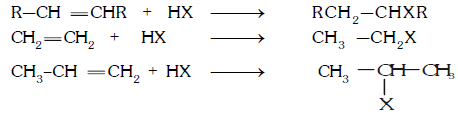 R—CH ═CHR + HX ⟶ RCH₂—CHXR
CH₂═CH₂ + HX ⟶ CH₃ —CH₂X
CH₃–CH ═CH₂ + HX ⟶ CH₃ —CH—CH₃
X